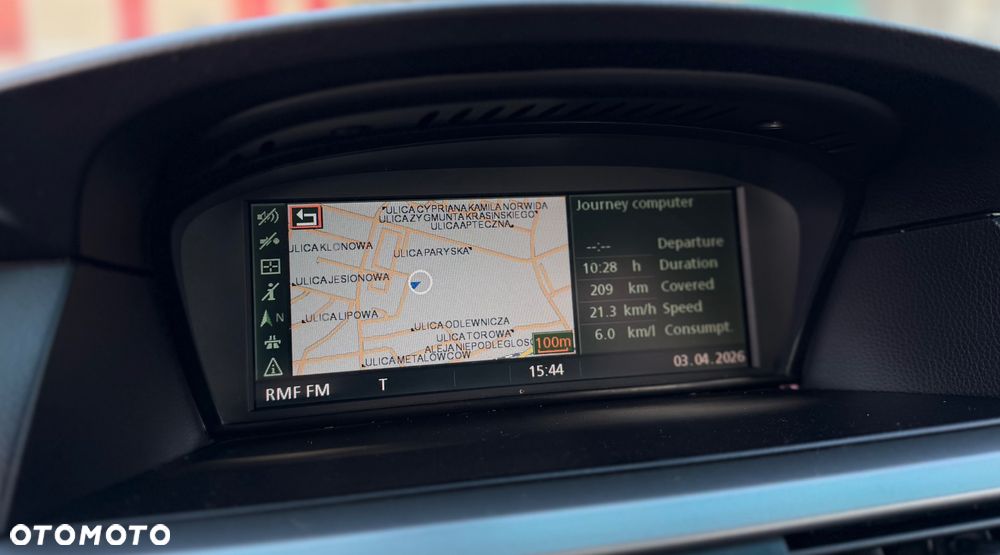 ULICA CYPRIANA KAMILA NORWIDA
ULICA ZYGMUNTA KRASIŃSKIEGO
ULICA APTECZNA
ULICA KLONOWA
ULICA PARYSKA
ULICA JESIONOWA
ULICA LIPOWA
ULICA ODLEWNICZA
ULICA TOROWA
ALEJA NIEPODLEGŁOŚC
ULICA METALOWCÓW
100m
N
Journey computer
--:-- Departure
10:28 h Duration
209 km Covered
21.3 km/h Speed
6.0 km/l Consumpt.
RMF FM T 15:44 03.04.2026
OTOMOTO